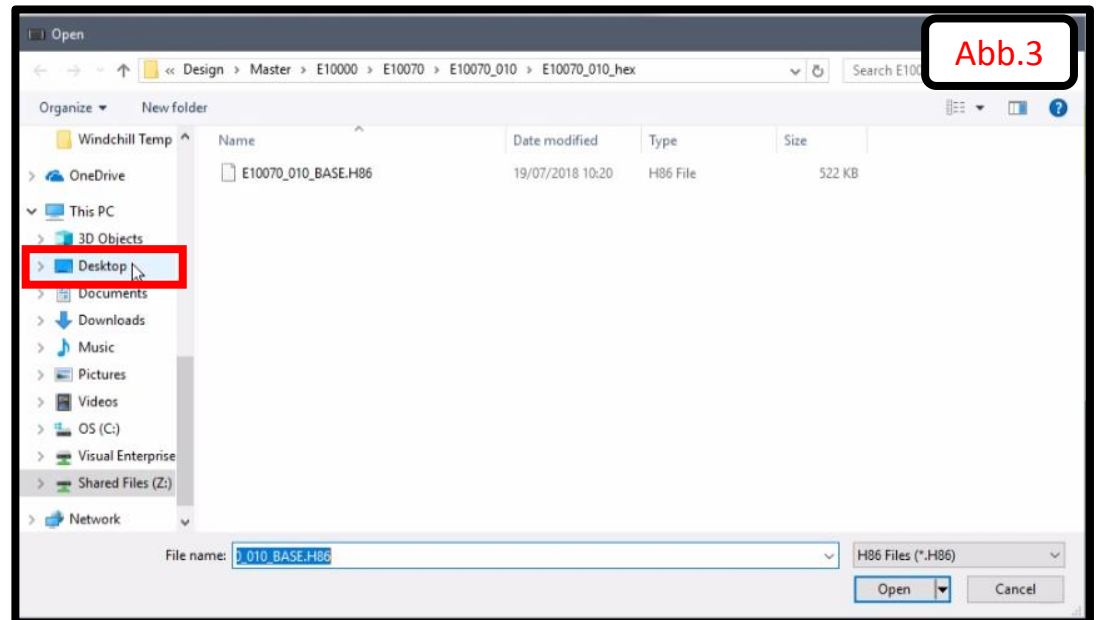 Open
Abb.3
« Design > Master > E10000 > E10070 > E10070_010 > E10070_010_hex
Search E100
Organize
New folder
Windchill Temp
OneDrive
This PC
3D Objects
Desktop
Documents
Downloads
Music
Pictures
Videos
OS (C:)
Visual Enterprise
Shared Files (Z:)
Network
Name Date modified Type Size
E10070_010_BASE.H86 19/07/2018 10:20 H86 File 522 KB
File name: 0_010_BASE.H86
H86 Files (*.H86)
Open
Cancel